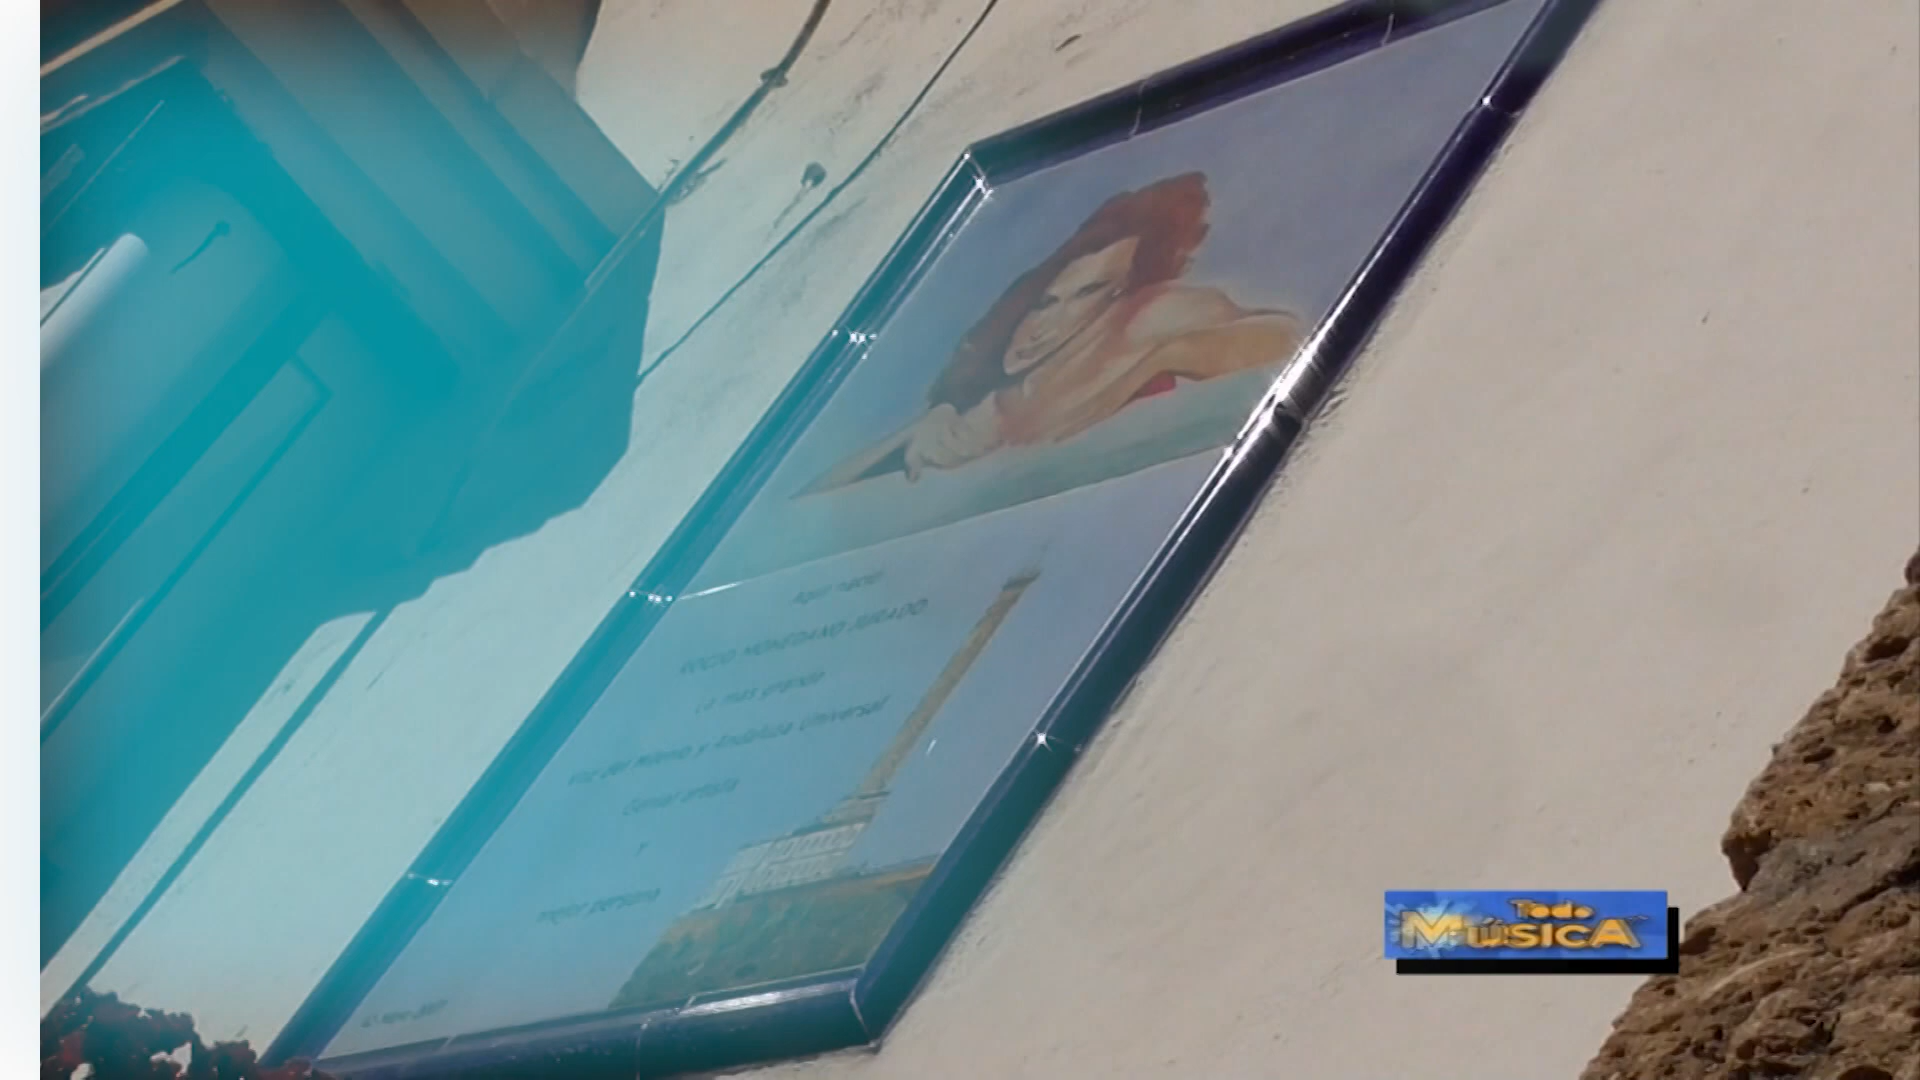 Aquí nació
ROCIO MOHEDANO JURADO
La más grande
Voz del Milenio y Andaluza Universal
Genial artista
y
mejor persona
Todo
MÚSICA